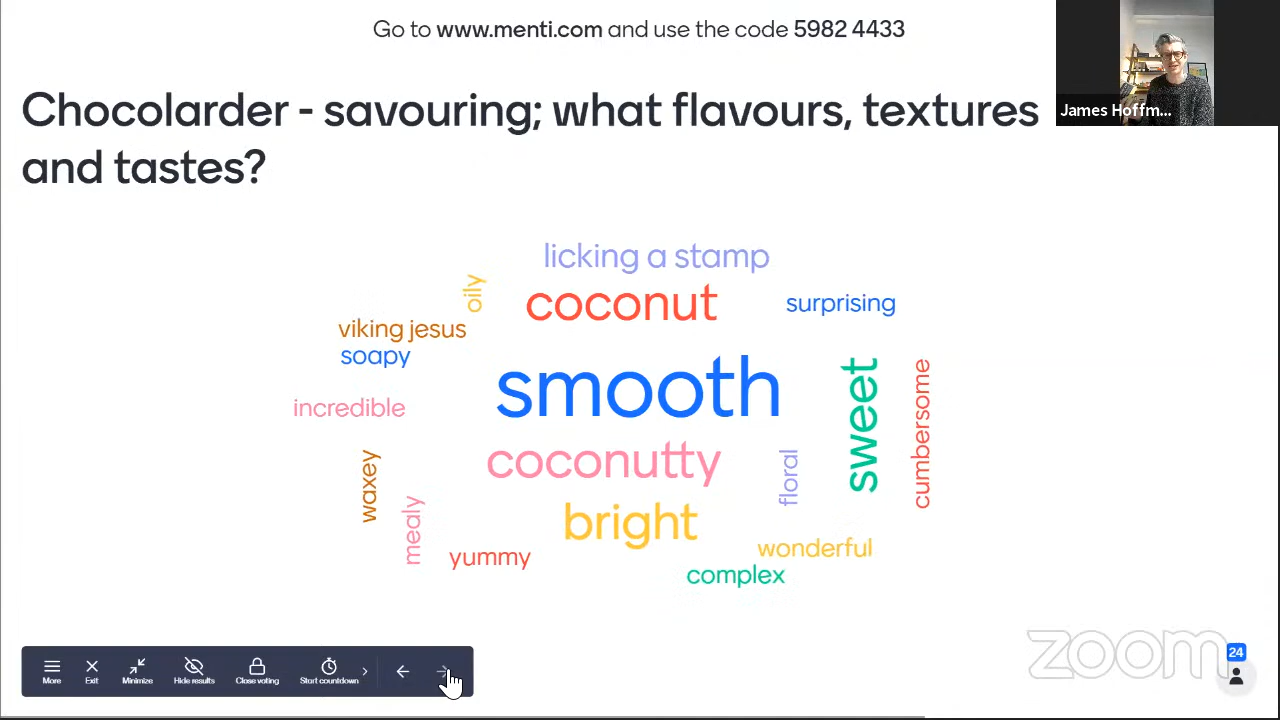 Go to www.menti.com and use the code 5982 4433
James Hoffm...
Chocolarder - savouring; what flavours, textures
and tastes?
licking a stamp
oily
coconut
surprising
viking jesus
soapy
smooth
sweet
cumbersome
incredible
coconutty
floral
waxey
mealy
bright
yummy
wonderful
complex
zoom
24
More
Exit
Minimize
Hide results
Close voting
Start countdown